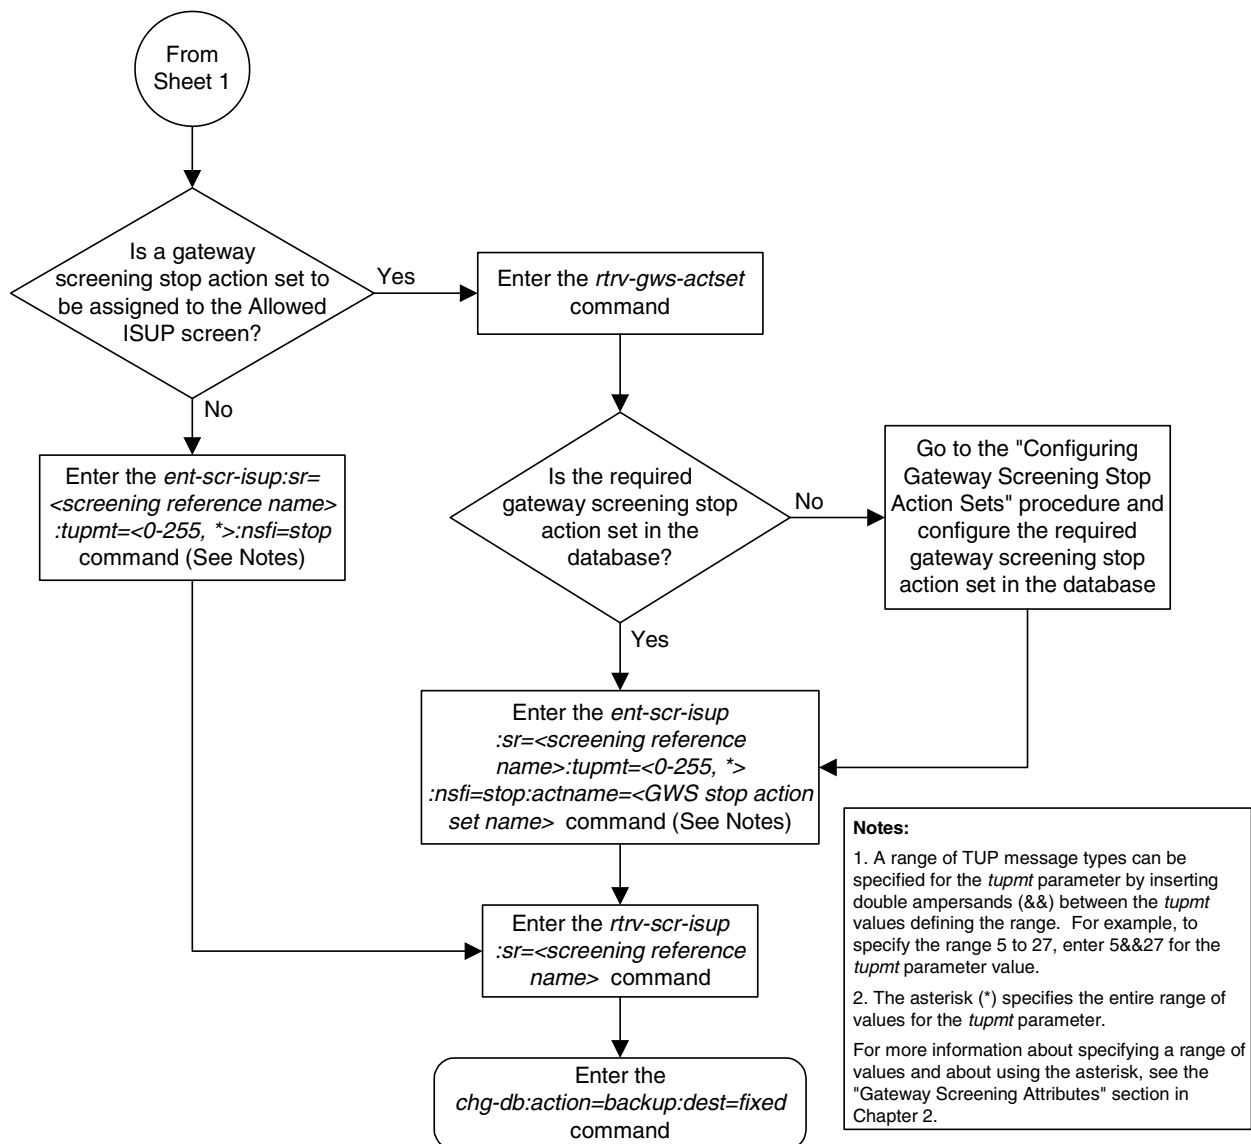 From
Sheet 1
Is a gateway
screening stop action set to
be assigned to the Allowed
ISUP screen?
Yes
No
Enter the rtrv-gws-actset
command
Enter the ent-scr-isup:sr=
<screening reference name>
:tupmt=<0-255, *>:nsfi=stop
command (See Notes)
Is the required
gateway screening stop
action set in the
database?
No
Yes
Go to the "Configuring
Gateway Screening Stop
Action Sets" procedure and
configure the required
gateway screening stop
action set in the database
Enter the ent-scr-isup
:sr=<screening reference
name>:tupmt=<0-255, *>
:nsfi=stop:actname=<GWS stop action
set name> command (See Notes)
Enter the rtrv-scr-isup
:sr=<screening reference
name> command
Enter the
chg-db:action=backup:dest=fixed
command
Notes:
1. A range of TUP message types can be
specified for the tupmt parameter by inserting
double ampersands (&&) between the tupmt
values defining the range. For example, to
specify the range 5 to 27, enter 5&&27 for the
tupmt parameter value.
2. The asterisk (*) specifies the entire range of
values for the tupmt parameter.
For more information about specifying a range of
values and about using the asterisk, see the
"Gateway Screening Attributes" section in
Chapter 2.